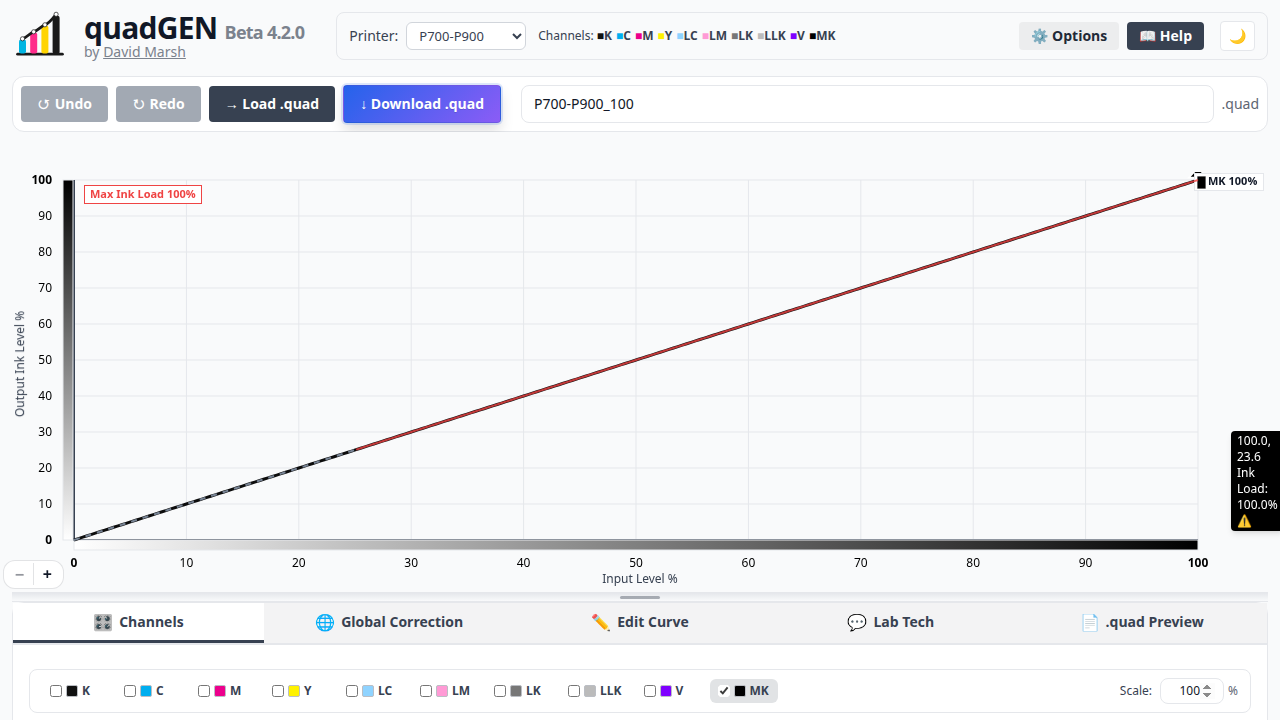 quadGEN Beta 4.2.0
by David Marsh
Printer: P700-P900 Channels: K C M Y LC LM LK LLK V MK
⚙️ Options 📖 Help 🌙
↺ Undo ↻ Redo → Load .quad ↓ Download .quad P700-P900_100 .quad
Max Ink Load 100%
MK 100%
100
90
80
70
60
50
40
30
20
10
0
Output Ink Level %
100.0,
23.6
Ink
Load:
100.0%
⚠️
0 10 20 30 40 50 60 70 80 90 100
Input Level %
− +
🎛️ Channels 🌐 Global Correction ✏️ Edit Curve 💬 Lab Tech 📄 .quad Preview
K C M Y LC LM LK LLK V MK Scale: 100 %